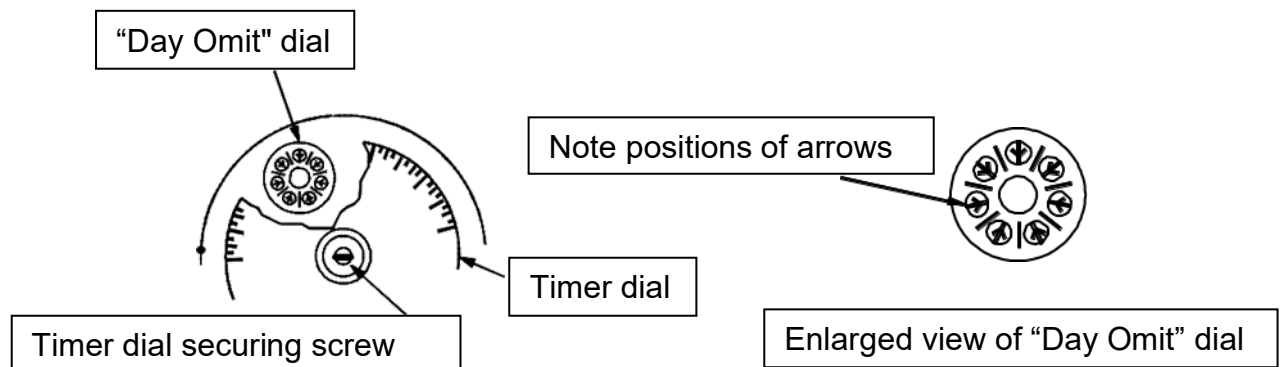 “Day Omit" dial
Note positions of arrows
Timer dial
Timer dial securing screw
Enlarged view of “Day Omit” dial